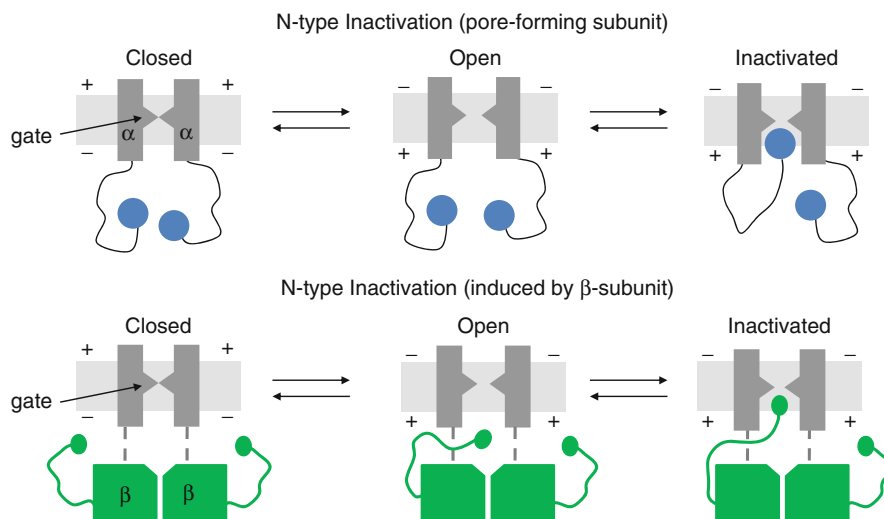 N-type Inactivation (pore-forming subunit)
Closed Open Inactivated
+ + − − − −
gate α α
− − + + + +
N-type Inactivation (induced by β-subunit)
Closed Open Inactivated
+ + − − − −
gate
− − + + + +
β β